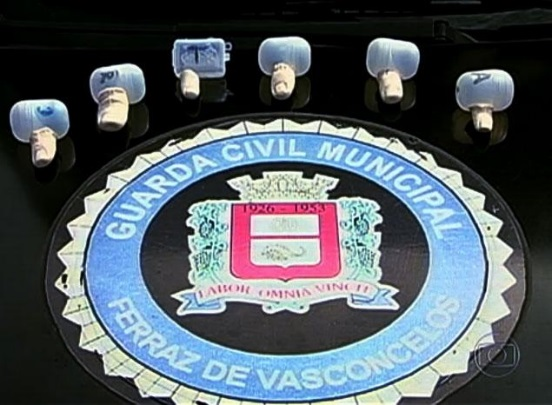 GUARDA CIVIL MUNICIPAL
1926 - 1953
LABOR OMNIA VINCIT
FERRAZ DE VASCONCELOS